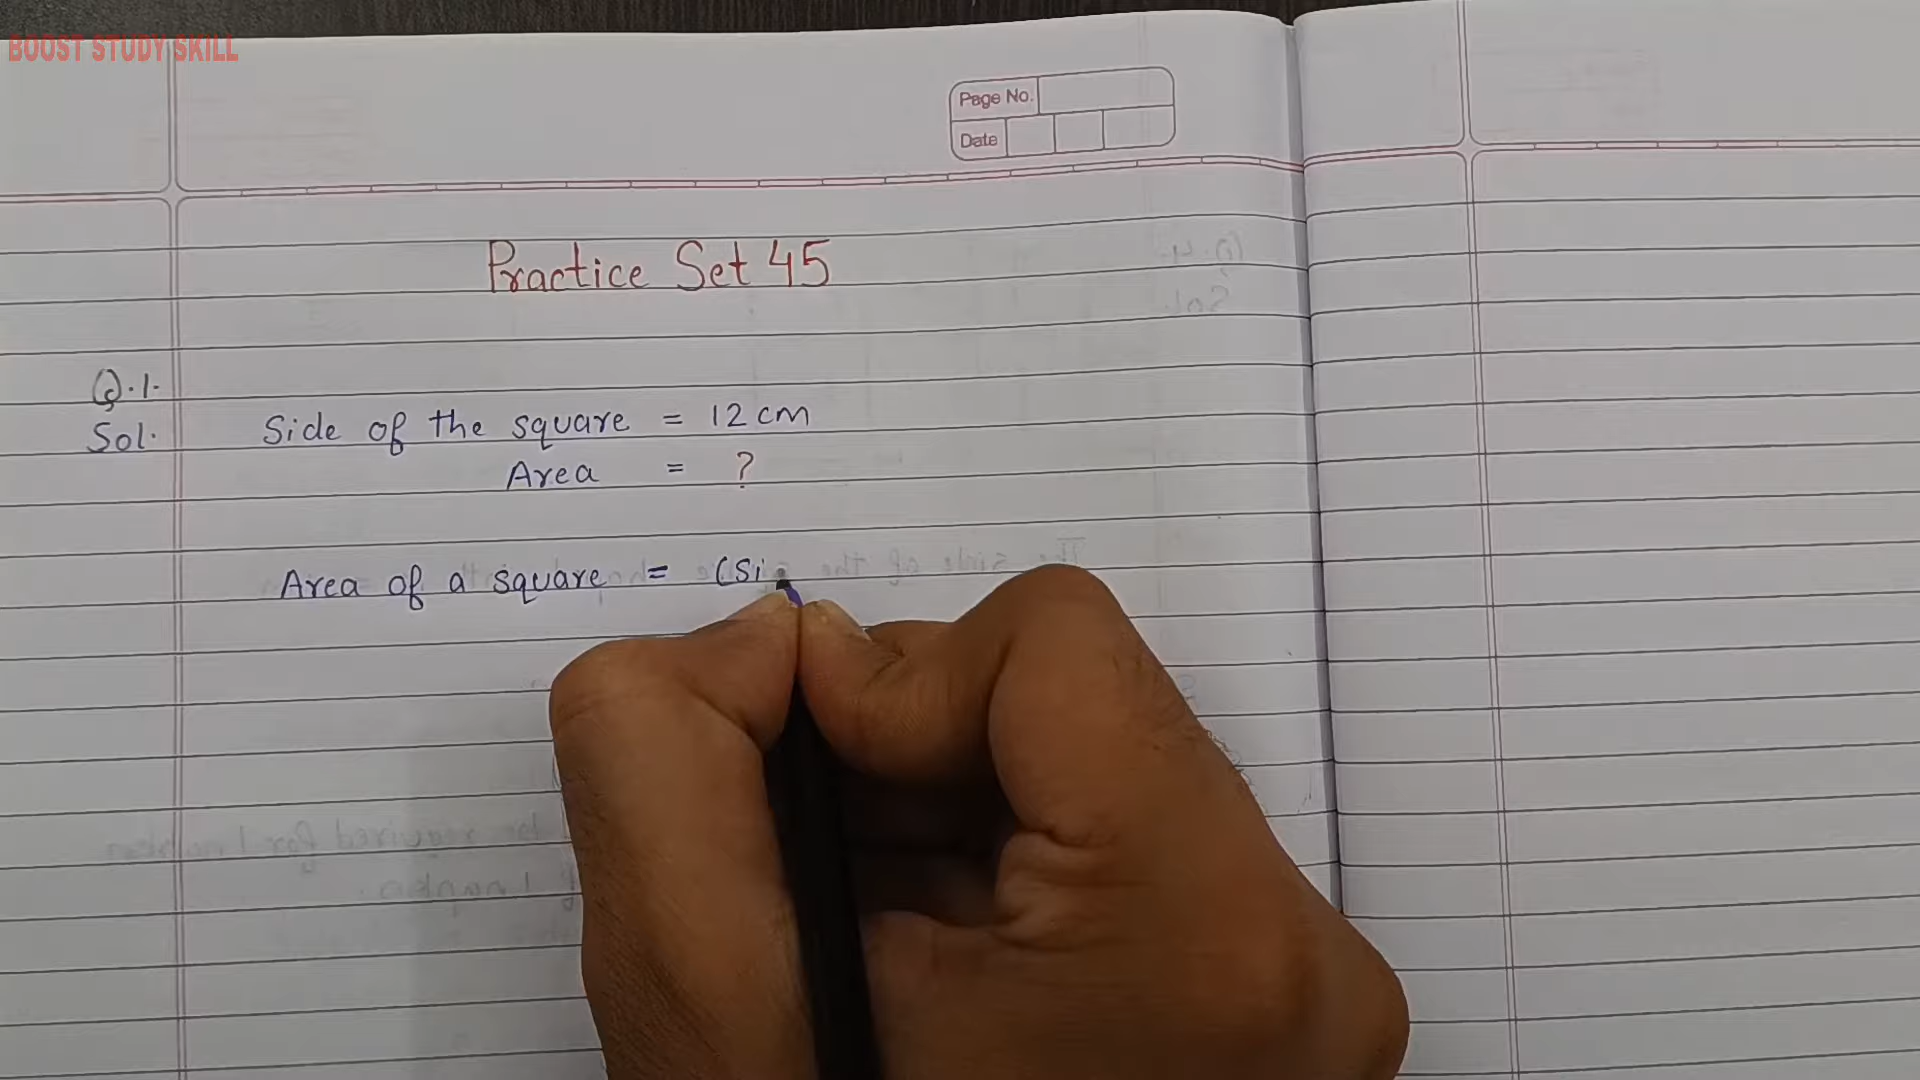 BOOST STUDY SKILL
Page No.
Date
Practice Set 45
Q.1.
Sol. Side of the square = 12 cm
Area = ?
Area of a square = (Si